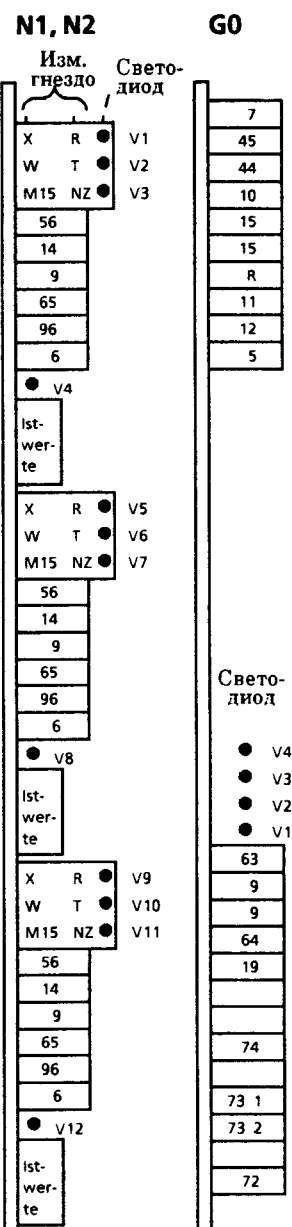 N1, N2
Изм.
гнездо
Свето-
диод
X R V1
W T V2
M15 NZ V3
56
14
9
65
96
6
V4
Ist-
wer-
te
X R V5
W T V6
M15 NZ V7
56
14
9
65
96
6
V8
Ist-
wer-
te
X R V9
W T V10
M15 NZ V11
56
14
9
65
96
6
V12
Ist-
wer-
te
G0
7
45
44
10
15
15
R
11
12
5
Свето-
диод
V4
V3
V2
V1
63
9
9
64
19
74
73 1
73 2
72